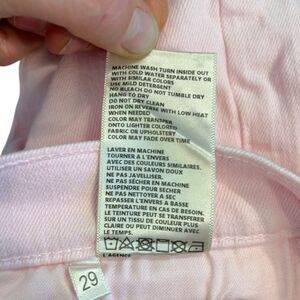 MACHINE WASH TURN INSIDE OUT
WITH COLD WATER SEPARATELY OR
WITH SIMILAR COLORS
USE MILD DETERGENT
NO BLEACH DO NOT TUMBLE DRY
HANG TO DRY
DO NOT DRY CLEAN
IRON ON REVERSE WITH LOW HEAT
WHEN NEEDED
COLOR MAY TRANSFER
ONTO LIGHTER COLORED
FABRIC OR UPHOLSTERY
COLOR MAY FADE OVER TIME
LAVER EN MACHINE
TOURNER A L'ENVERS
AVEC DES COULEURS SIMILAIRES.
UTILISER UN SAVON DOUX
NE PAS JAVELLISER.
NE PAS SÉCHER EN MACHINE
SUSPENDRE POUR SÉCHER
NE PAS NETTOYER A SEC
REPASSER L'ENVERS A BASSE
TEMPÉRATURE EN CAS DE BESOIN.
LE TEINTURE PEUT SE TRANSFERER
SUR UN TISSU DE COULEUR PLUS
CLAIRE OU PEUT DÉTEINDRE
AVEC LE TEMPS
L'AGENCE
29